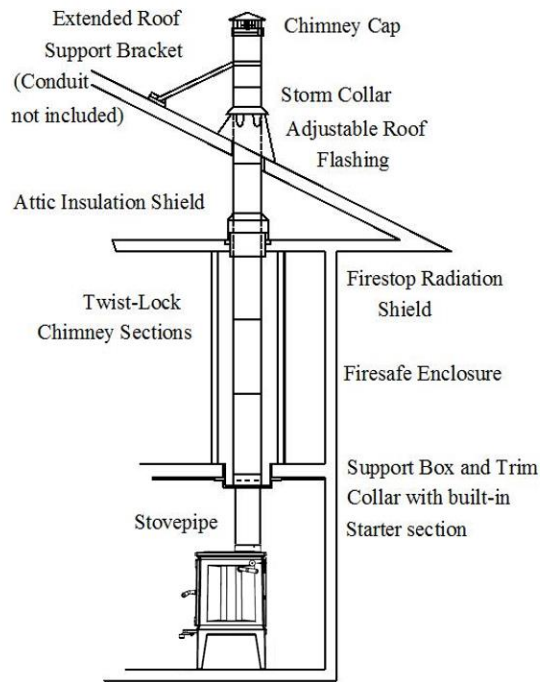 Extended Roof
Support Bracket
(Conduit
not included)
Chimney Cap
Storm Collar
Adjustable Roof
Flashing
Attic Insulation Shield
Firestop Radiation
Shield
Twist-Lock
Chimney Sections
Firesafe Enclosure
Support Box and Trim
Collar with built-in
Starter section
Stovepipe